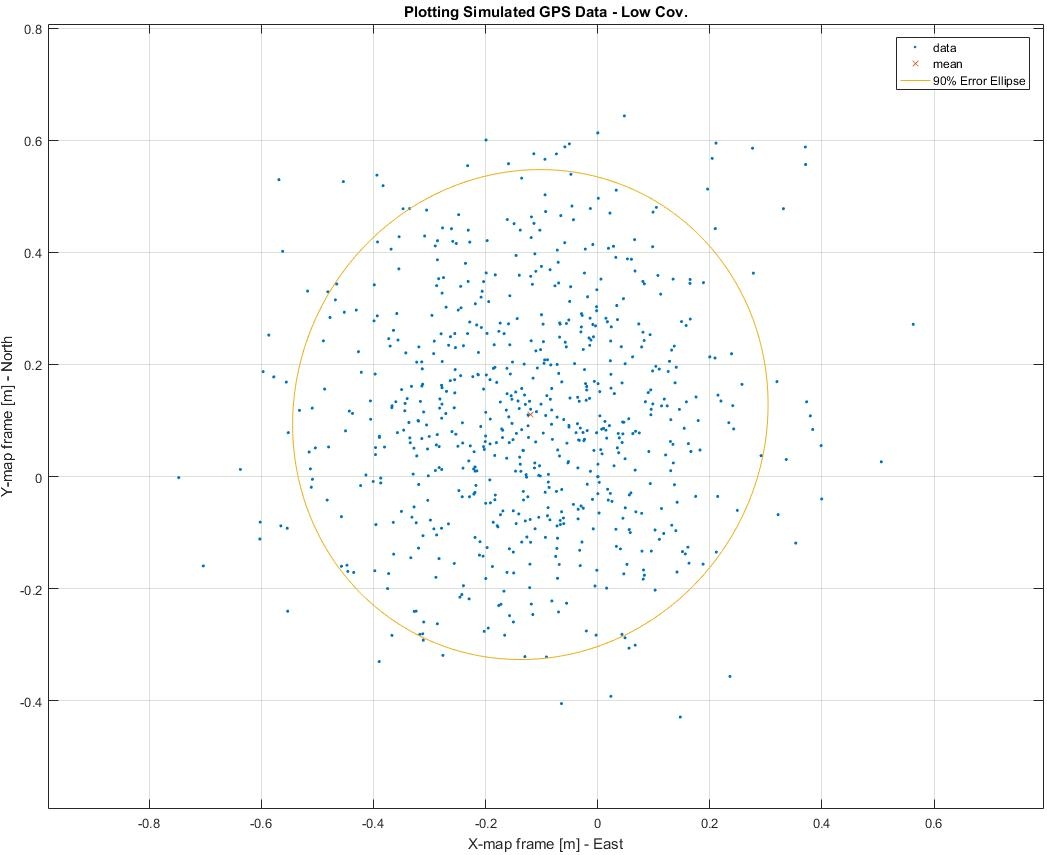 Plotting Simulated GPS Data - Low Cov.
data
mean
90% Error Ellipse
0.8
0.6
0.4
0.2
0
-0.2
-0.4
Y-map frame [m] - North
-0.8
-0.6
-0.4
-0.2
0
0.2
0.4
0.6
X-map frame [m] - East